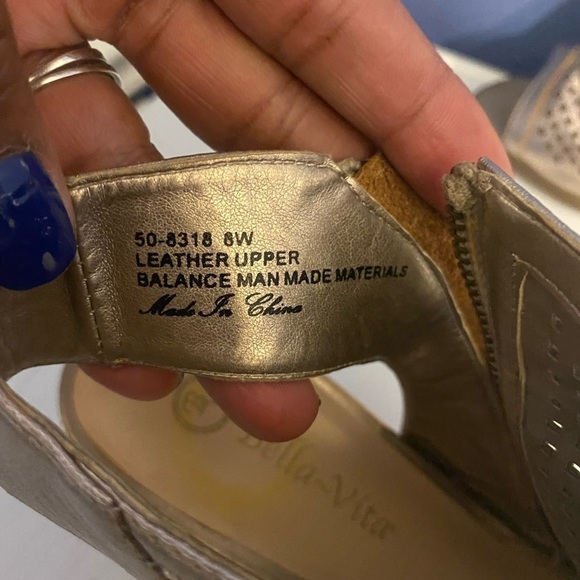 50-8318 8W
LEATHER UPPER
BALANCE MAN MADE MATERIALS
Made In China
Bella-Vita